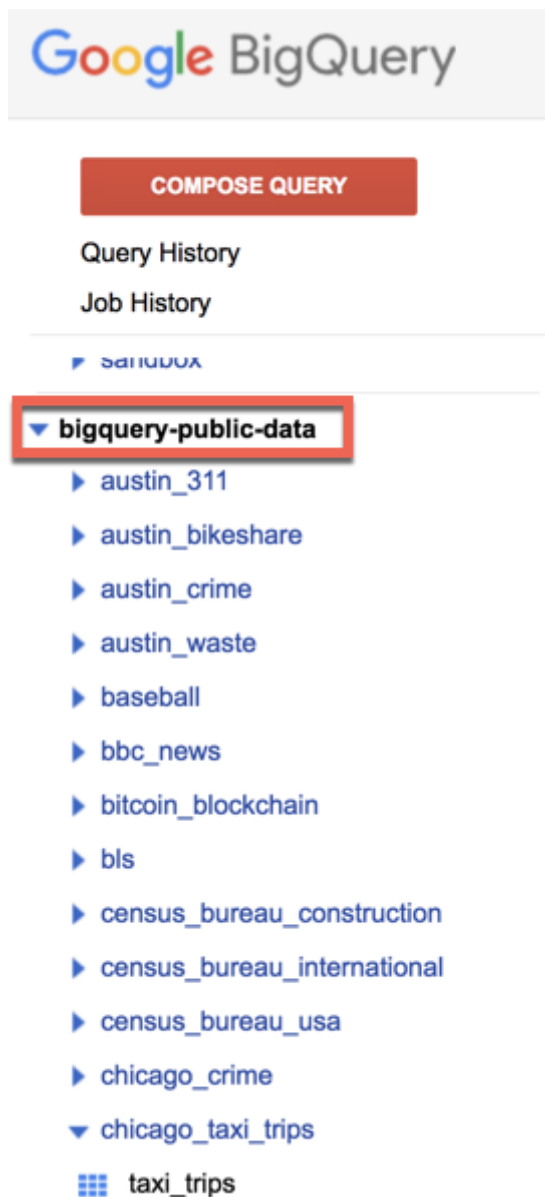 Google BigQuery
COMPOSE QUERY
Query History
Job History
sandbox
bigquery-public-data
austin_311
austin_bikeshare
austin_crime
austin_waste
baseball
bbc_news
bitcoin_blockchain
bls
census_bureau_construction
census_bureau_international
census_bureau_usa
chicago_crime
chicago_taxi_trips
taxi_trips